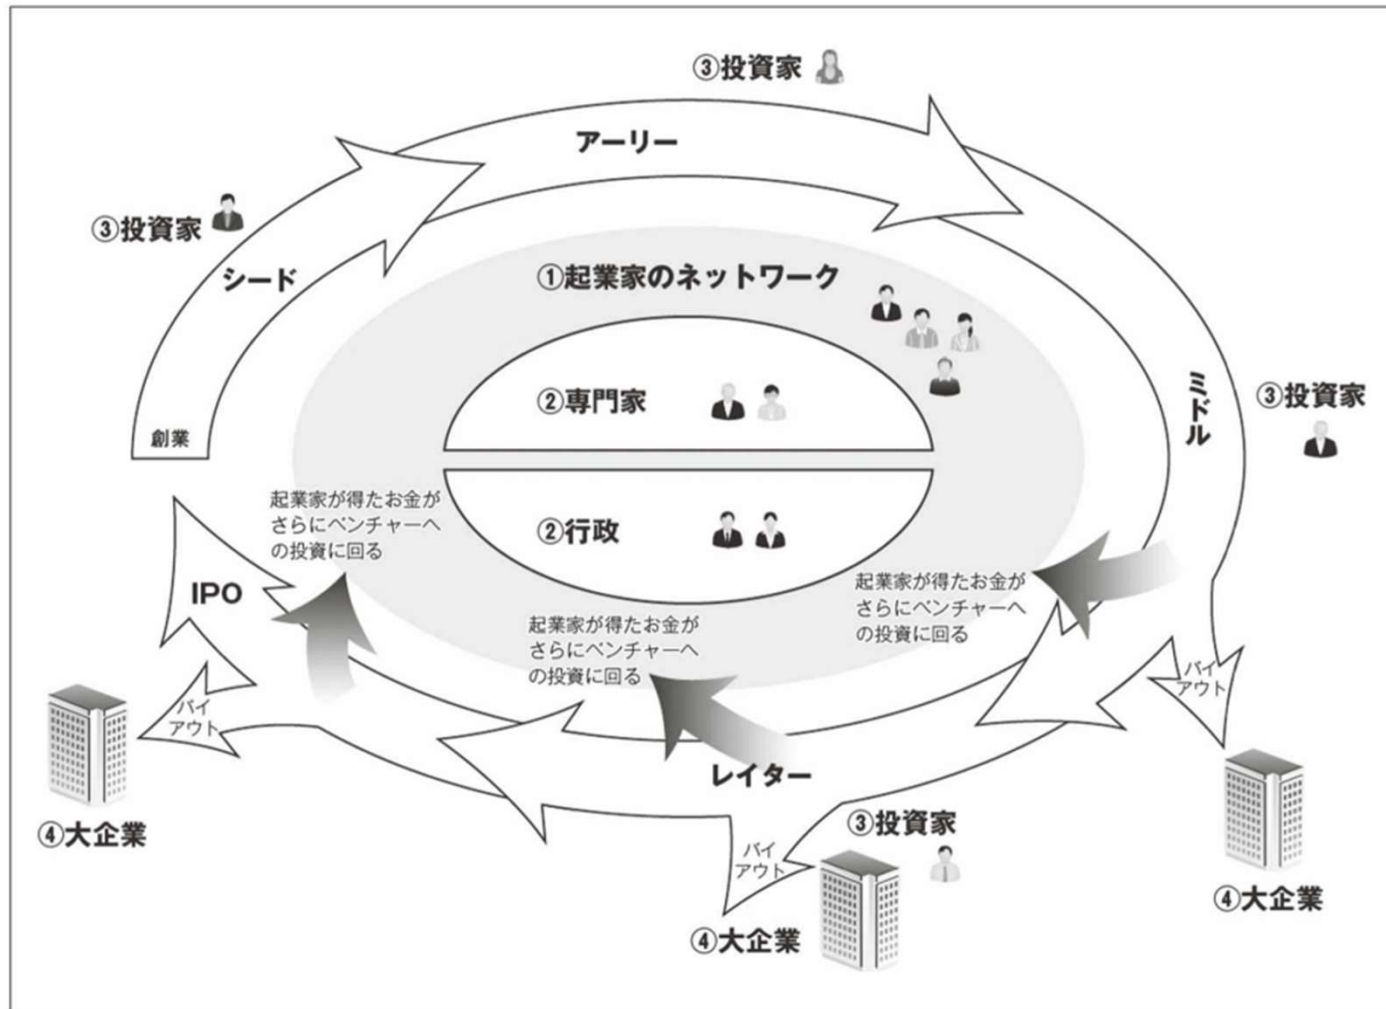 ③投資家
アーリー
③投資家
シード
①起業家のネットワーク
②専門家
ミドル
③投資家
創業
起業家が得たお金が
さらにベンチャーへ
の投資に回る
②行政
IPO
起業家が得たお金が
さらにベンチャーへ
の投資に回る
起業家が得たお金が
さらにベンチャーへ
の投資に回る
バイ
アウト
バイ
アウト
レイター
④大企業
③投資家
バイ
アウト
④大企業
④大企業